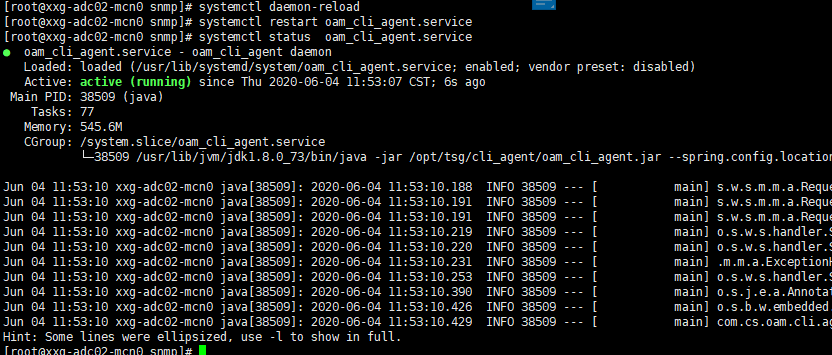 [root@xxg-adc02-mcn0 snmp]# systemctl daemon-reload
[root@xxg-adc02-mcn0 snmp]# systemctl restart oam_cli_agent.service
[root@xxg-adc02-mcn0 snmp]# systemctl status  oam_cli_agent.service
● oam_cli_agent.service - oam_cli_agent daemon
   Loaded: loaded (/usr/lib/systemd/system/oam_cli_agent.service; enabled; vendor preset: disabled)
   Active: active (running) since Thu 2020-06-04 11:53:07 CST; 6s ago
 Main PID: 38509 (java)
    Tasks: 77
   Memory: 545.6M
   CGroup: /system.slice/oam_cli_agent.service
           └─38509 /usr/lib/jvm/jdk1.8.0_73/bin/java -jar /opt/tsg/cli_agent/oam_cli_agent.jar --spring.config.location
Jun 04 11:53:10 xxg-adc02-mcn0 java[38509]: 2020-06-04 11:53:10.188  INFO 38509 --- [           main] s.w.s.m.m.a.Reque
Jun 04 11:53:10 xxg-adc02-mcn0 java[38509]: 2020-06-04 11:53:10.191  INFO 38509 --- [           main] s.w.s.m.m.a.Reque
Jun 04 11:53:10 xxg-adc02-mcn0 java[38509]: 2020-06-04 11:53:10.191  INFO 38509 --- [           main] s.w.s.m.m.a.Reque
Jun 04 11:53:10 xxg-adc02-mcn0 java[38509]: 2020-06-04 11:53:10.219  INFO 38509 --- [           main] o.s.w.s.handler.S
Jun 04 11:53:10 xxg-adc02-mcn0 java[38509]: 2020-06-04 11:53:10.220  INFO 38509 --- [           main] o.s.w.s.handler.S
Jun 04 11:53:10 xxg-adc02-mcn0 java[38509]: 2020-06-04 11:53:10.231  INFO 38509 --- [           main] .m.m.a.ExceptionH
Jun 04 11:53:10 xxg-adc02-mcn0 java[38509]: 2020-06-04 11:53:10.253  INFO 38509 --- [           main] o.s.w.s.handler.S
Jun 04 11:53:10 xxg-adc02-mcn0 java[38509]: 2020-06-04 11:53:10.390  INFO 38509 --- [           main] o.s.j.e.a.Annotat
Jun 04 11:53:10 xxg-adc02-mcn0 java[38509]: 2020-06-04 11:53:10.426  INFO 38509 --- [           main] o.s.b.w.embedded.
Jun 04 11:53:10 xxg-adc02-mcn0 java[38509]: 2020-06-04 11:53:10.429  INFO 38509 --- [           main] com.cs.oam.cli.ag
Hint: Some lines were ellipsized, use -l to show in full.
[root@xxg-adc02-mcn0 snmp]#